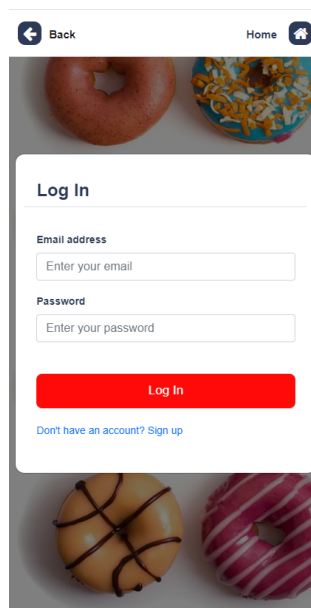 Back
Home
Log In
Email address
Enter your email
Password
Enter your password
Log In
Don't have an account? Sign up